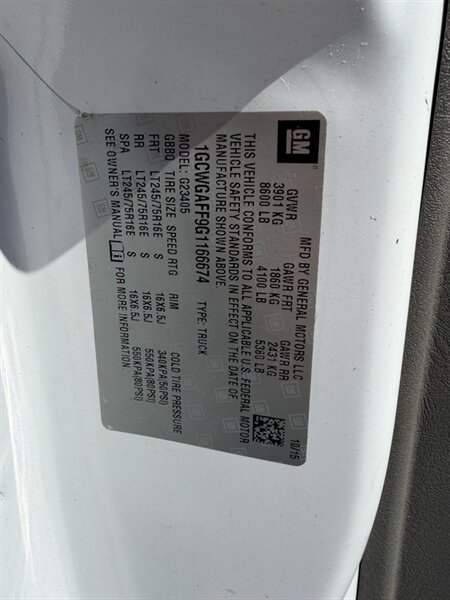 GM
MFD BY GENERAL MOTORS LLC
GVWR GAWR FRT GAWR RR
3901 KG 1860 KG 2431 KG
8600 LB 4100 LB 5360 LB
10/15
THIS VEHICLE CONFORMS TO ALL APPLICABLE U.S. FEDERAL MOTOR
VEHICLE SAFETY STANDARDS IN EFFECT ON THE DATE OF
MANUFACTURE SHOWN ABOVE.
1GCWGAFF9G1166674 TYPE: TRUCK
MODEL: G23405
GBBQ TIRE SIZE SPEED RTG RIM COLD TIRE PRESSURE
FRT LT245/75R16E S 16X6.5J 340KPA(50PSI)
RR LT245/75R16E S 16X6.5J 550KPA(80PSI)
SPA LT245/75R16E S 16X6.5J 550KPA(80PSI)
SEE OWNER'S MANUAL FOR MORE INFORMATION.